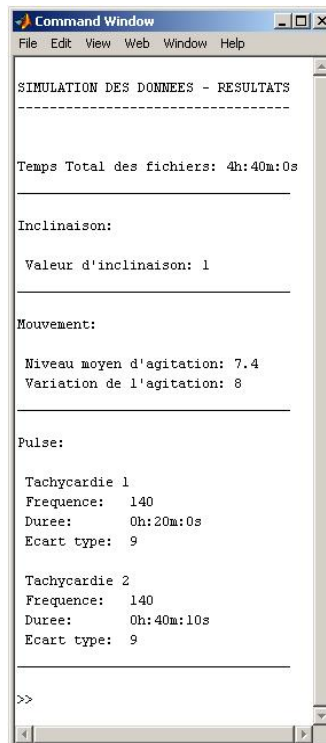 Command Window
File Edit View Web Window Help
SIMULATION DES DONNEES - RESULTATS
----------------------------------
Temps Total des fichiers: 4h:40m:0s
Inclinaison:
Valeur d'inclinaison: 1
Mouvement:
Niveau moyen d'agitation: 7.4
Variation de l'agitation: 8
Pulse:
Tachycardie 1
Frequence: 140
Duree: 0h:20m:0s
Ecart type: 9
Tachycardie 2
Frequence: 140
Duree: 0h:40m:10s
Ecart type: 9
>>